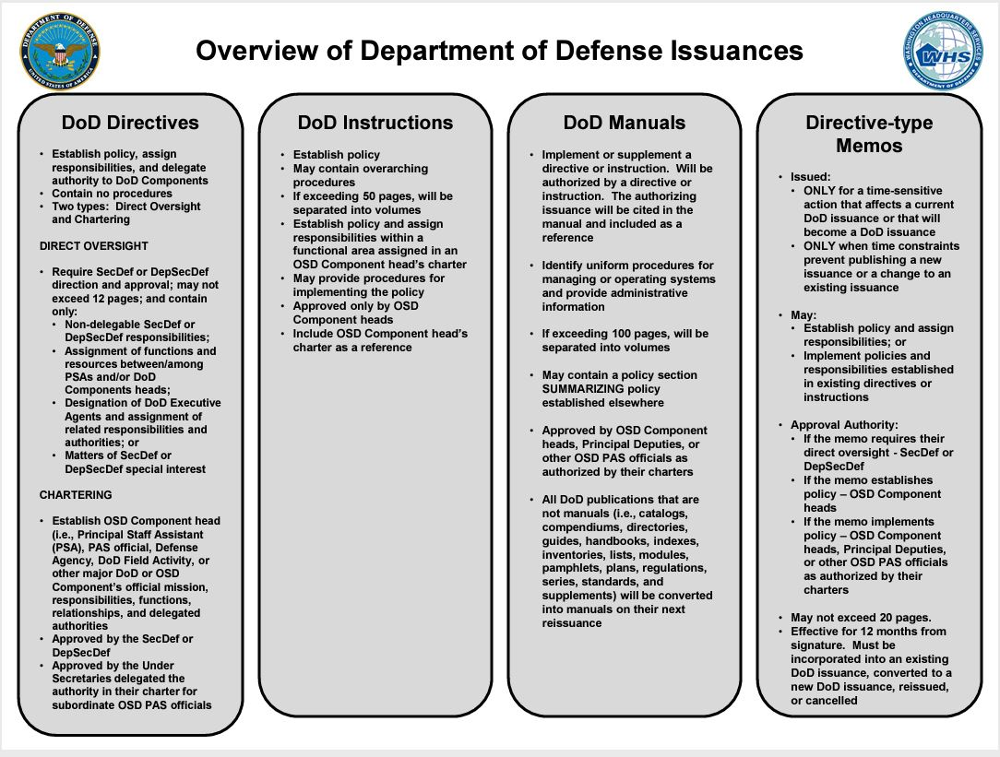 DEPARTMENT OF DEFENSE
UNITED STATES OF AMERICA
Overview of Department of Defense Issuances
WASHINGTON HEADQUARTERS SERVICES
WHS
DEPARTMENT OF DEFENSE
DoD Directives
• Establish policy, assign
responsibilities, and delegate
authority to DoD Components
• Contain no procedures
• Two types: Direct Oversight
and Chartering
DIRECT OVERSIGHT
• Require SecDef or DepSecDef
direction and approval; may not
exceed 12 pages; and contain
only:
• Non-delegable SecDef or
DepSecDef responsibilities;
• Assignment of functions and
resources between/among
PSAs and/or DoD
Components heads;
• Designation of DoD Executive
Agents and assignment of
related responsibilities and
authorities; or
• Matters of SecDef or
DepSecDef special interest
CHARTERING
• Establish OSD Component head
(i.e., Principal Staff Assistant
(PSA), PAS official, Defense
Agency, DoD Field Activity, or
other major DoD or OSD
Component's official mission,
responsibilities, functions,
relationships, and delegated
authorities
• Approved by the SecDef or
DepSecDef
• Approved by the Under
Secretaries delegated the
authority in their charter for
subordinate OSD PAS officials
DoD Instructions
• Establish policy
• May contain overarching
procedures
• If exceeding 50 pages, will be
separated into volumes
• Establish policy and assign
responsibilities within a
functional area assigned in an
OSD Component head's charter
• May provide procedures for
implementing the policy
• Approved only by OSD
Component heads
• Include OSD Component head's
charter as a reference
DoD Manuals
• Implement or supplement a
directive or instruction. Will be
authorized by a directive or
instruction. The authorizing
issuance will be cited in the
manual and included as a
reference
• Identify uniform procedures for
managing or operating systems
and provide administrative
information
• If exceeding 100 pages, will be
separated into volumes
• May contain a policy section
SUMMARIZING policy
established elsewhere
• Approved by OSD Component
heads, Principal Deputies, or
other OSD PAS officials as
authorized by their charters
• All DoD publications that are
not manuals (i.e., catalogs,
compendiums, directories,
guides, handbooks, indexes,
inventories, lists, modules,
pamphlets, plans, regulations,
series, standards, and
supplements) will be converted
into manuals on their next
reissuance
Directive-type
Memos
• Issued:
• ONLY for a time-sensitive
action that affects a current
DoD issuance or that will
become a DoD issuance
• ONLY when time constraints
prevent publishing a new
issuance or a change to an
existing issuance
• May:
• Establish policy and assign
responsibilities; or
• Implement policies and
responsibilities established
in existing directives or
instructions
• Approval Authority:
• If the memo requires their
direct oversight - SecDef or
DepSecDef
• If the memo establishes
policy – OSD Component
heads
• If the memo implements
policy – OSD Component
heads, Principal Deputies,
or other OSD PAS officials
as authorized by their
charters
• May not exceed 20 pages.
• Effective for 12 months from
signature. Must be
incorporated into an existing
DoD issuance, converted to a
new DoD issuance, reissued,
or cancelled